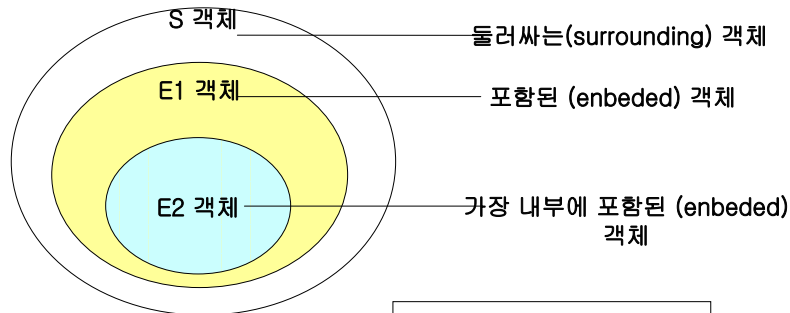 S 객체
둘러싸는(surrounding) 객체
E1 객체
포함된 (enbeded) 객체
E2 객체
가장 내부에 포함된 (enbeded)
객체